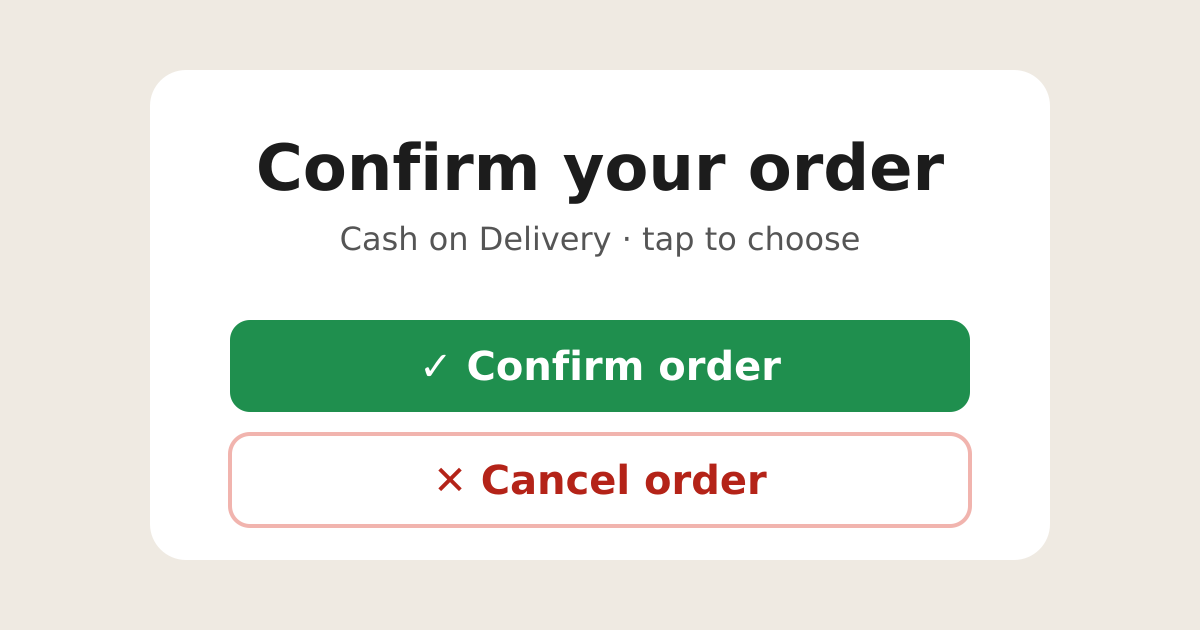 Confirm your order
Cash on Delivery · tap to choose
✓ Confirm order
✕ Cancel order